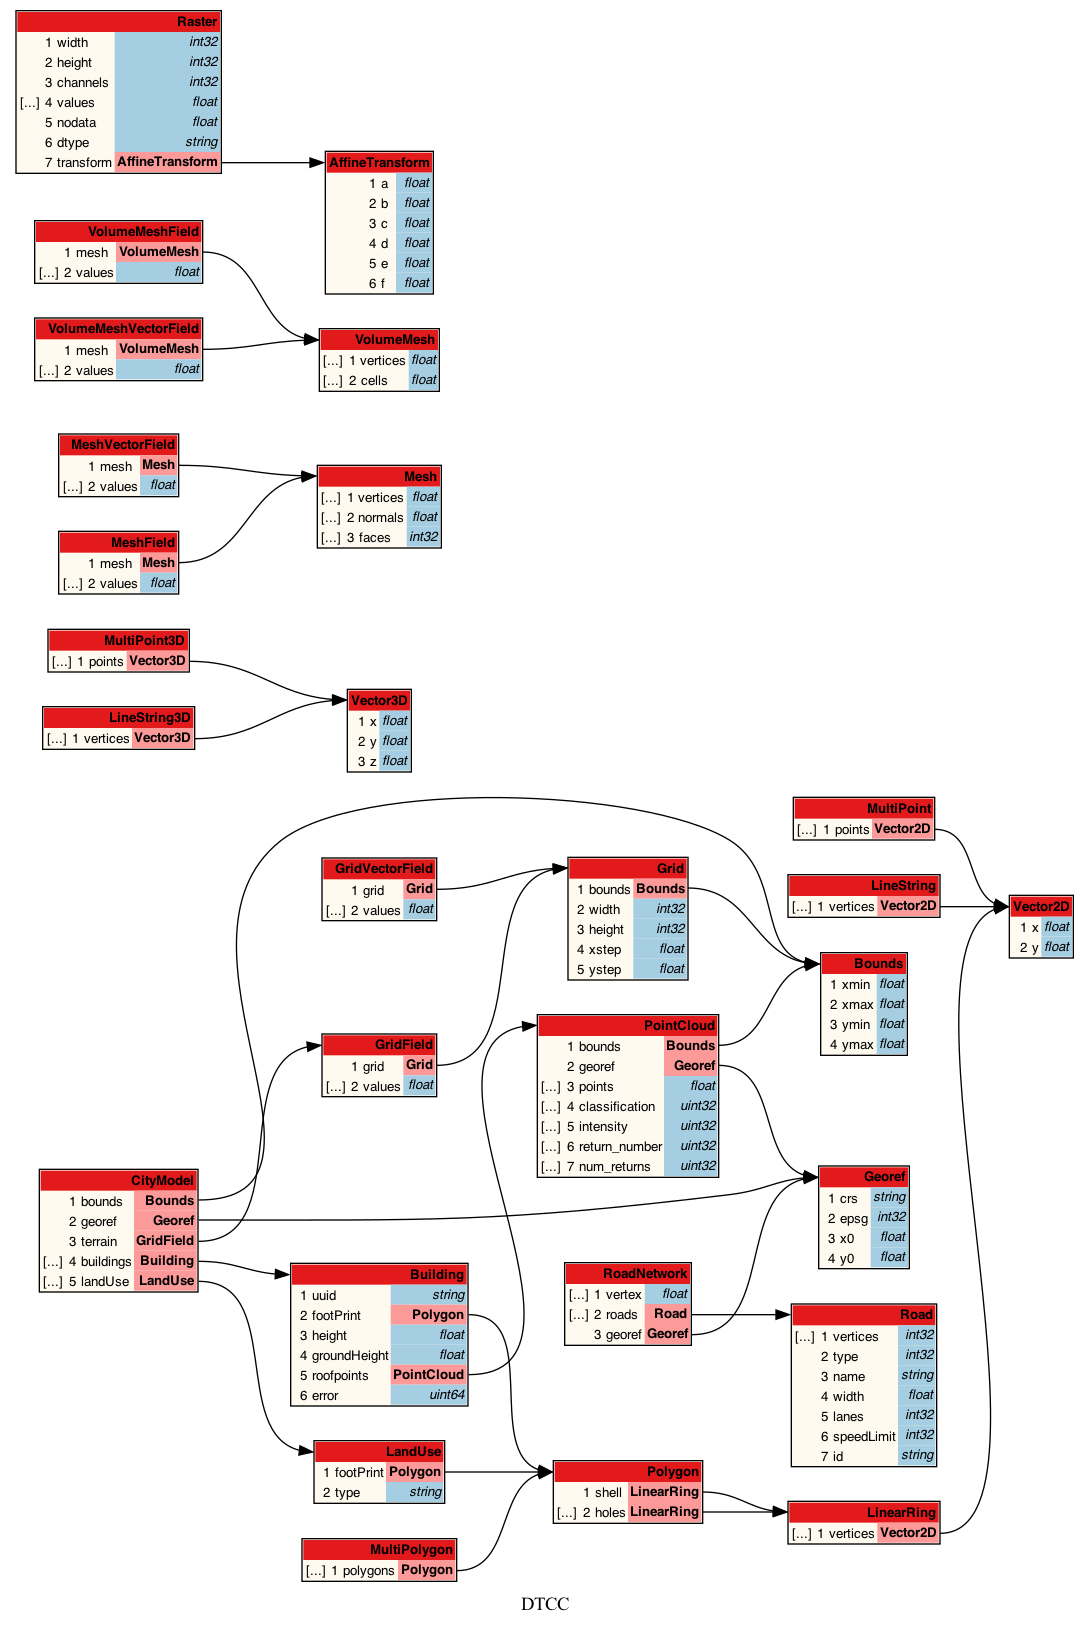 Raster
1 width int32
2 height int32
3 channels int32
[...] 4 values float
5 nodata float
6 dtype string
7 transform AffineTransform
AffineTransform
1 a float
2 b float
3 c float
4 d float
5 e float
6 f float
VolumeMeshField
1 mesh VolumeMesh
[...] 2 values float
VolumeMeshVectorField
1 mesh VolumeMesh
[...] 2 values float
VolumeMesh
[...] 1 vertices float
[...] 2 cells float
MeshVectorField
1 mesh Mesh
[...] 2 values float
Mesh
[...] 1 vertices float
[...] 2 normals float
[...] 3 faces int32
MeshField
1 mesh Mesh
[...] 2 values float
MultiPoint3D
[...] 1 points Vector3D
LineString3D
[...] 1 vertices Vector3D
Vector3D
1 x float
2 y float
3 z float
MultiPoint
[...] 1 points Vector2D
LineString
[...] 1 vertices Vector2D
Vector2D
1 x float
2 y float
GridVectorField
1 grid Grid
[...] 2 values float
Grid
1 bounds Bounds
2 width int32
3 height int32
4 xstep float
5 ystep float
Bounds
1 xmin float
2 xmax float
3 ymin float
4 ymax float
GridField
1 grid Grid
[...] 2 values float
PointCloud
1 bounds Bounds
2 georef Georef
[...] 3 points float
[...] 4 classification uint32
[...] 5 intensity uint32
[...] 6 return_number uint32
[...] 7 num_returns uint32
CityModel
1 bounds Bounds
2 georef Georef
3 terrain GridField
[...] 4 buildings Building
[...] 5 landUse LandUse
Georef
1 crs string
2 epsg int32
3 x0 float
4 y0 float
Building
1 uuid string
2 footPrint Polygon
3 height float
4 groundHeight float
5 roofpoints PointCloud
6 error uint64
RoadNetwork
[...] 1 vertex float
[...] 2 roads Road
3 georef Georef
Road
[...] 1 vertices int32
2 type int32
3 name string
4 width float
5 lanes int32
6 speedLimit int32
7 id string
LandUse
1 footPrint Polygon
2 type string
Polygon
1 shell LinearRing
[...] 2 holes LinearRing
LinearRing
[...] 1 vertices Vector2D
MultiPolygon
[...] 1 polygons Polygon
DTCC